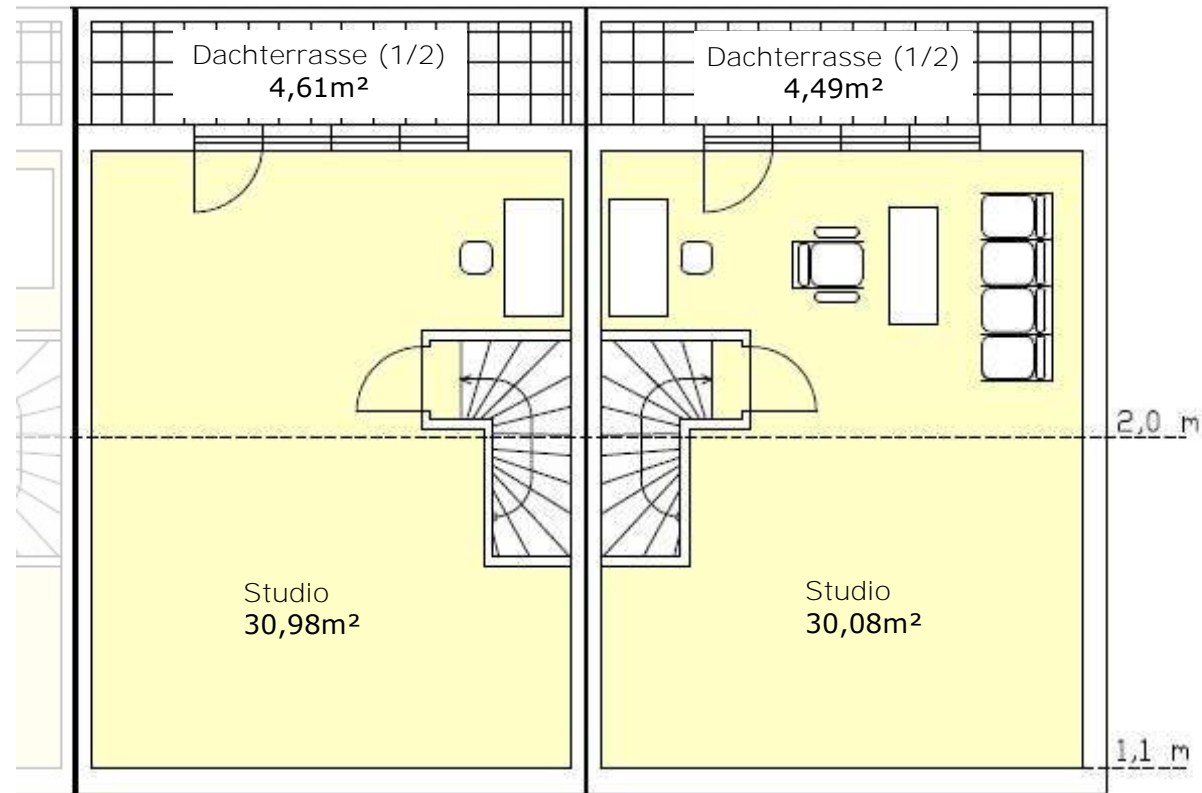 Dachterrasse (1/2)
4,61m²
Dachterrasse (1/2)
4,49m²
2,0 m
Studio
30,98m²
Studio
30,08m²
1,1 m